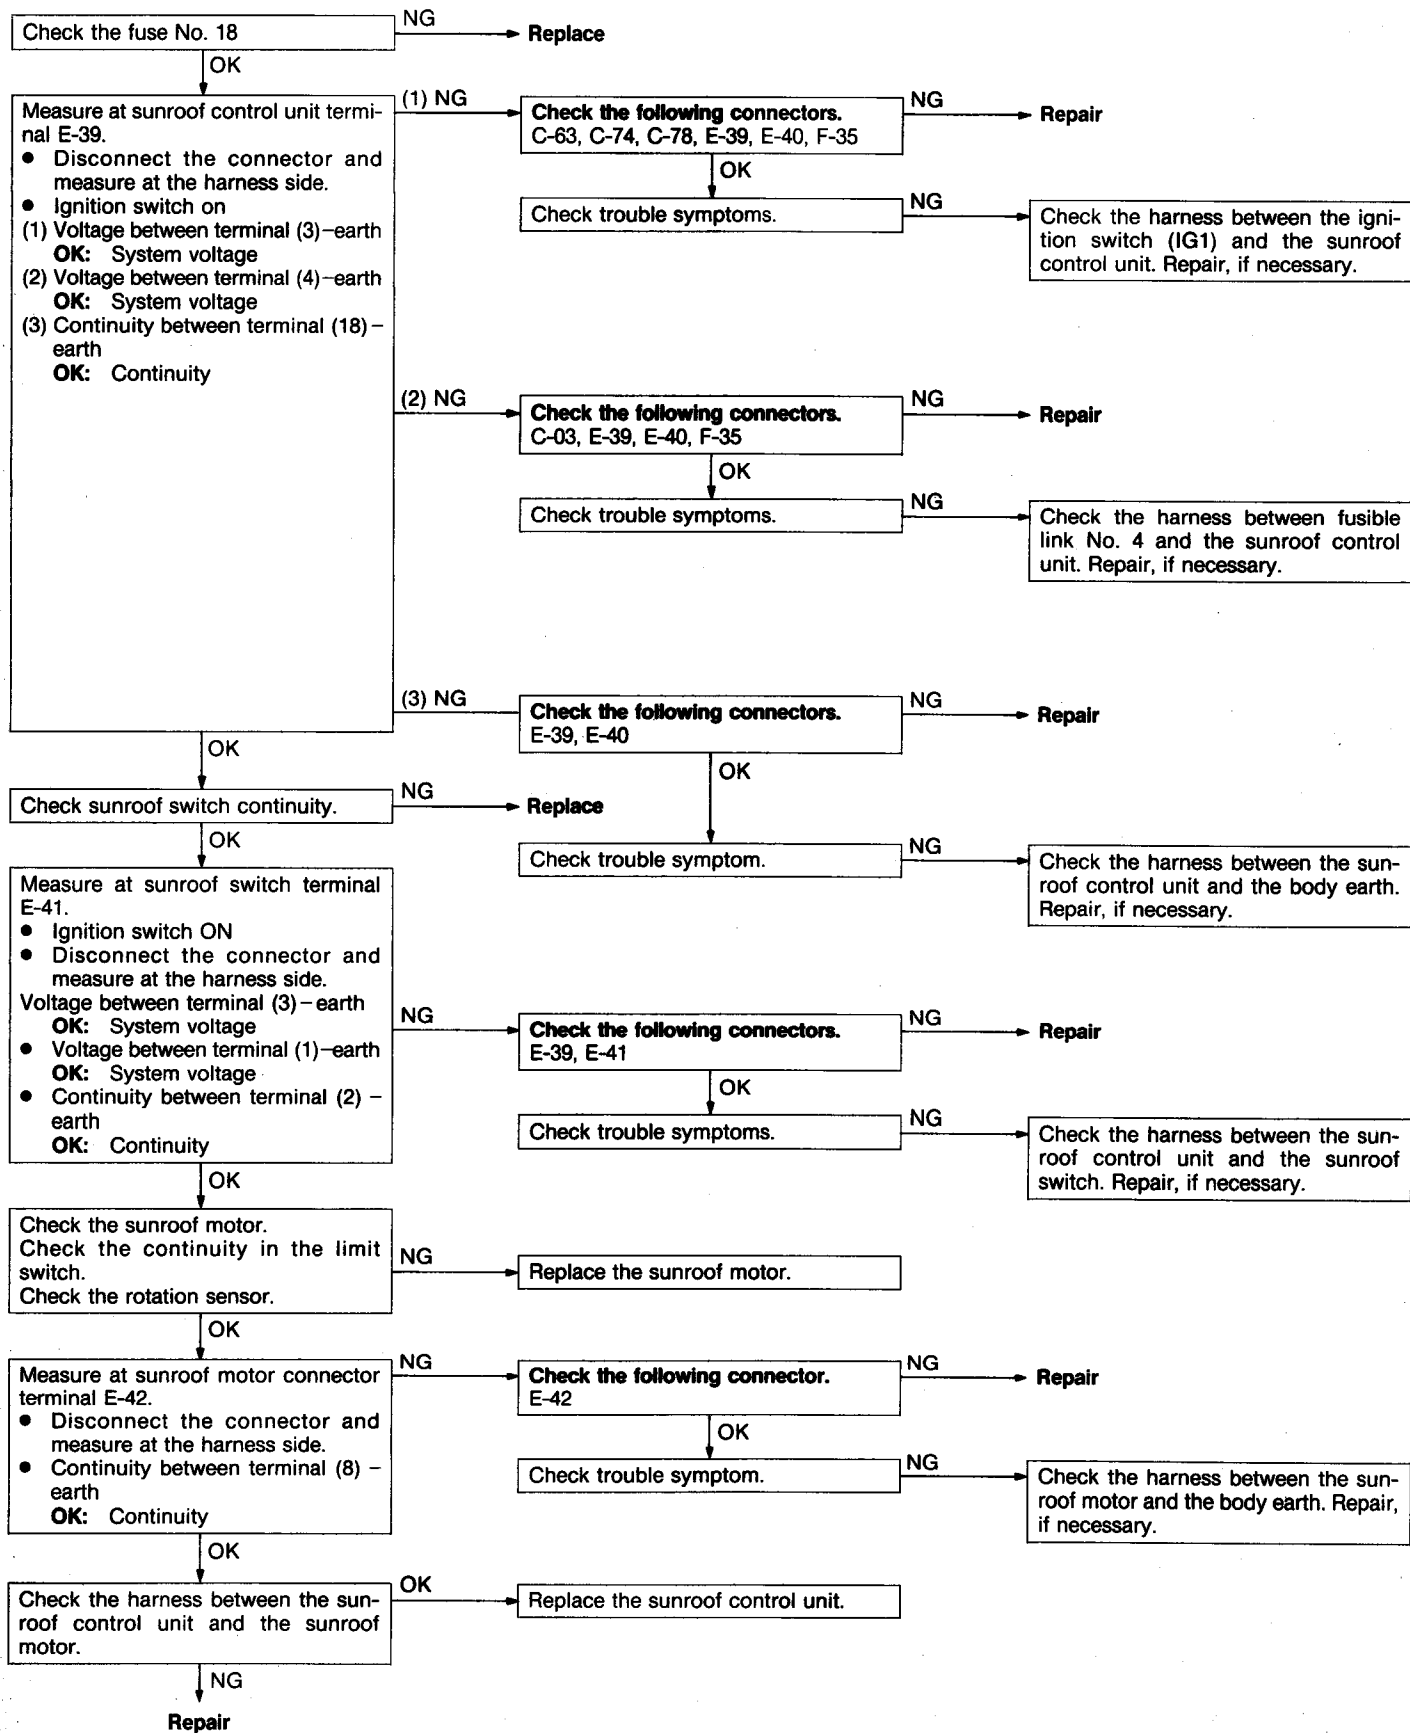 Check the fuse No. 18
NG
Replace
OK
Measure at sunroof control unit termi-
nal E-39.
● Disconnect the connector and
measure at the harness side.
● Ignition switch on
(1) Voltage between terminal (3)–earth
OK: System voltage
(2) Voltage between terminal (4)–earth
OK: System voltage
(3) Continuity between terminal (18) –
earth
OK: Continuity
(1) NG
Check the following connectors.
C-63, C-74, C-78, E-39, E-40, F-35
NG
Repair
OK
Check trouble symptoms.
NG
Check the harness between the igni-
tion switch (IG1) and the sunroof
control unit. Repair, if necessary.
(2) NG
Check the following connectors.
C-03, E-39, E-40, F-35
NG
Repair
OK
Check trouble symptoms.
NG
Check the harness between fusible
link No. 4 and the sunroof control
unit. Repair, if necessary.
(3) NG
Check the following connectors.
E-39, E-40
NG
Repair
OK
Check trouble symptom.
NG
Check the harness between the sun-
roof control unit and the body earth.
Repair, if necessary.
OK
Check sunroof switch continuity.
NG
Replace
OK
Measure at sunroof switch terminal
E-41.
● Ignition switch ON
● Disconnect the connector and
measure at the harness side.
Voltage between terminal (3) – earth
OK: System voltage
● Voltage between terminal (1)–earth
OK: System voltage
● Continuity between terminal (2) –
earth
OK: Continuity
NG
Check the following connectors.
E-39, E-41
NG
Repair
OK
Check trouble symptoms.
NG
Check the harness between the sun-
roof control unit and the sunroof
switch. Repair, if necessary.
OK
Check the sunroof motor.
Check the continuity in the limit
switch.
Check the rotation sensor.
NG
Replace the sunroof motor.
OK
Measure at sunroof motor connector
terminal E-42.
● Disconnect the connector and
measure at the harness side.
● Continuity between terminal (8) –
earth
OK: Continuity
NG
Check the following connector.
E-42
NG
Repair
OK
Check trouble symptom.
NG
Check the harness between the sun-
roof motor and the body earth. Repair,
if necessary.
OK
Check the harness between the sun-
roof control unit and the sunroof
motor.
OK
Replace the sunroof control unit.
NG
Repair